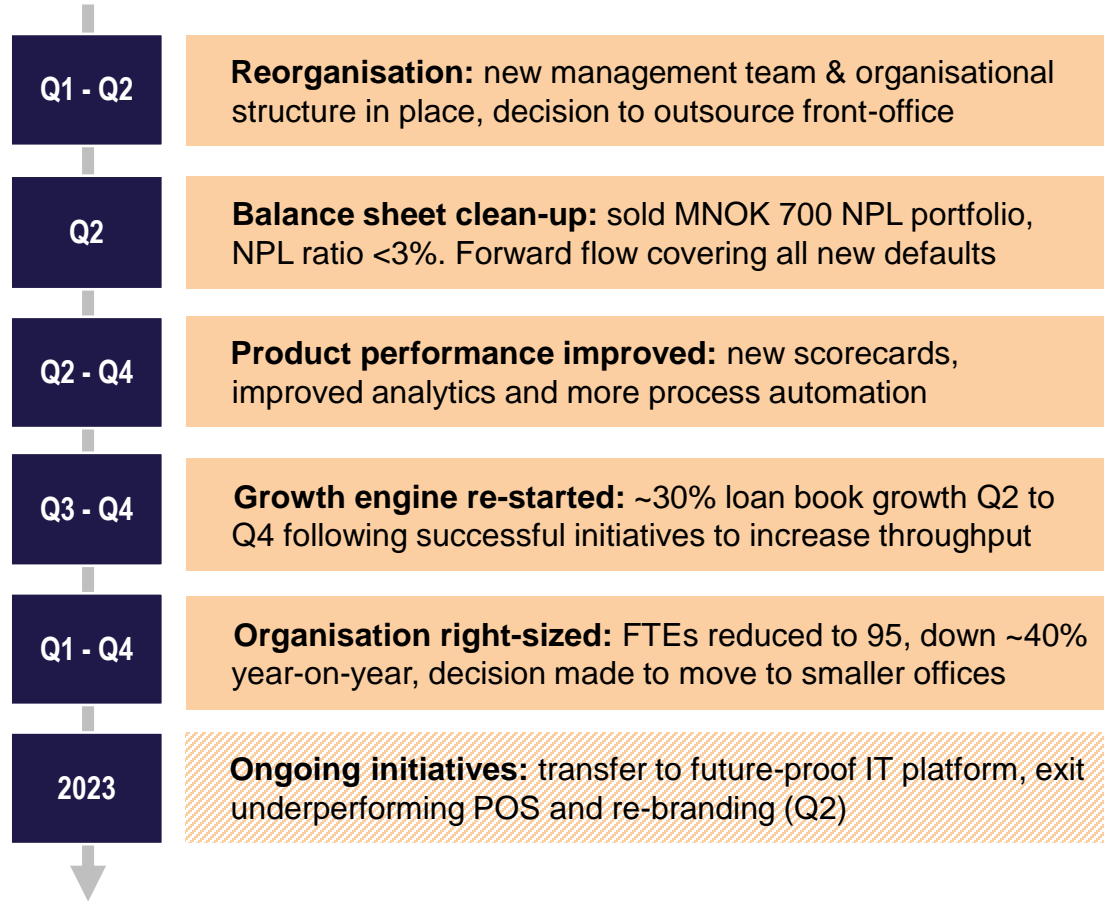 Q1 - Q2
Reorganisation: new management team & organisational
structure in place, decision to outsource front-office
Q2
Balance sheet clean-up: sold MNOK 700 NPL portfolio,
NPL ratio <3%. Forward flow covering all new defaults
Q2 - Q4
Product performance improved: new scorecards,
improved analytics and more process automation
Q3 - Q4
Growth engine re-started: ~30% loan book growth Q2 to
Q4 following successful initiatives to increase throughput
Q1 - Q4
Organisation right-sized: FTEs reduced to 95, down ~40%
year-on-year, decision made to move to smaller offices
2023
Ongoing initiatives: transfer to future-proof IT platform, exit
underperforming POS and re-branding (Q2)